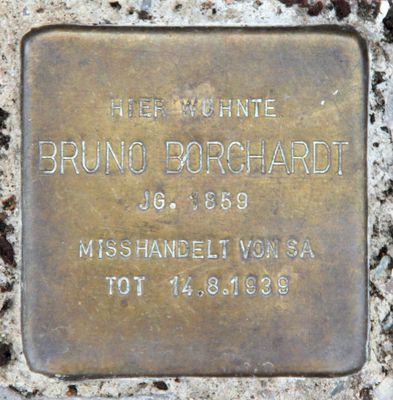 HIER WOHNTE
BRUNO BORCHARDT
JG. 1859
MISSHANDELT VON SA
TOT 14.8.1939